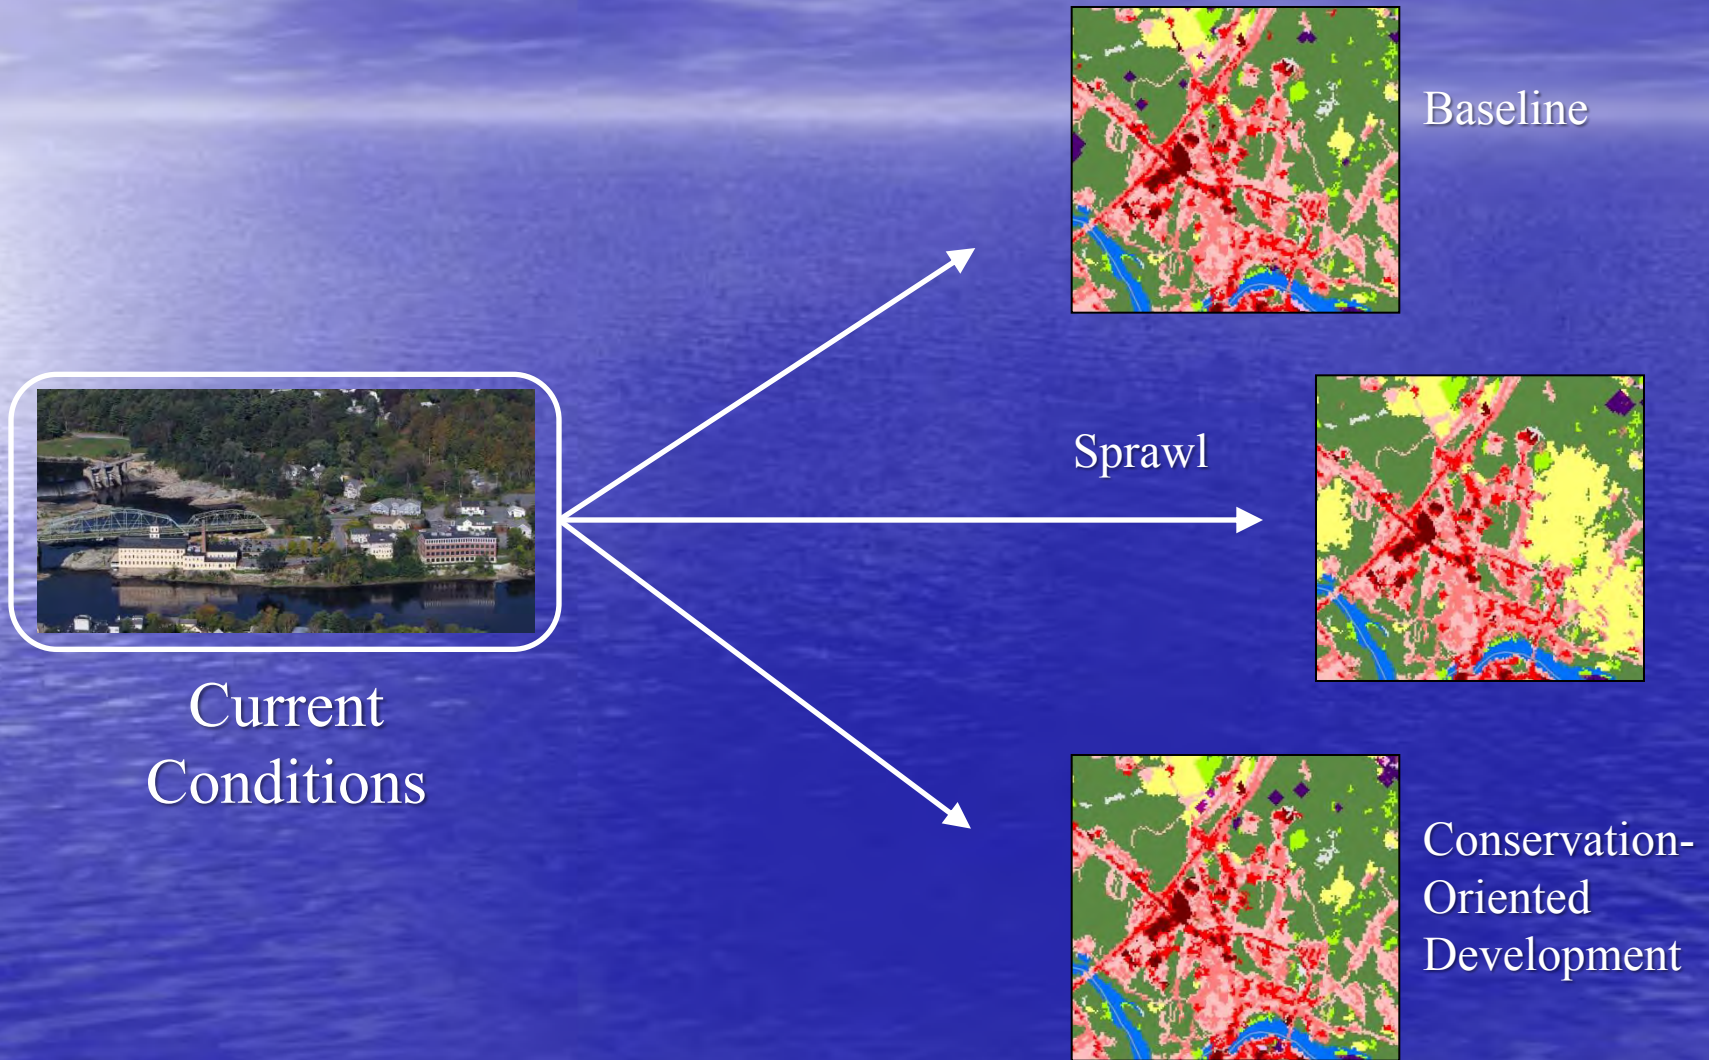 Baseline
Sprawl
Current
Conditions
Conservation-
Oriented
Development